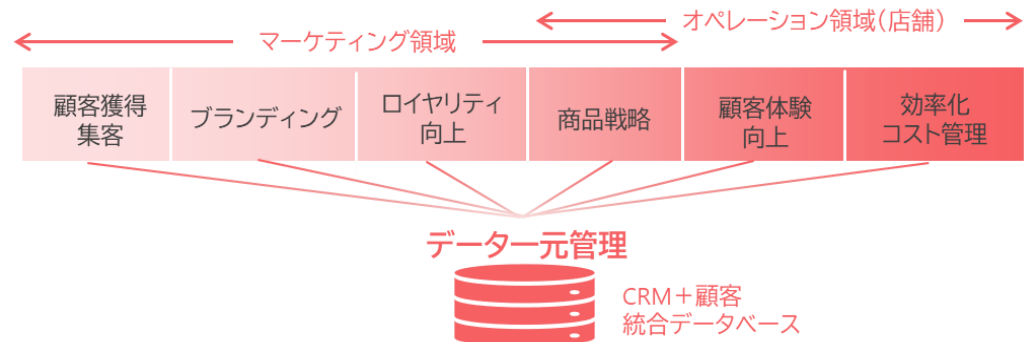 オペレーション領域(店舗)
マーケティング領域
顧客獲得
集客
ブランディング
ロイヤリティ
向上
商品戦略
顧客体験
向上
効率化
コスト管理
データ一元管理
CRM＋顧客
統合データベース